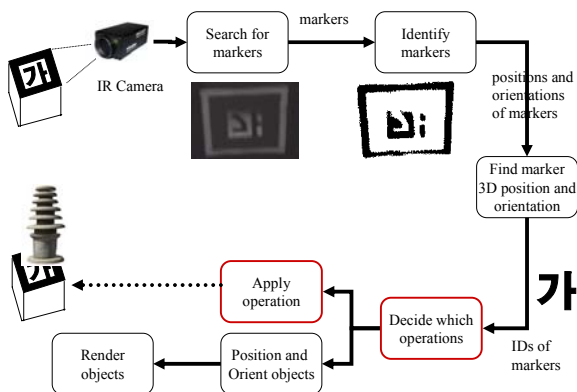 가
IR Camera
Search for
markers
markers
Identify
markers
positions and
orientations
of markers
Find marker
3D position and
orientation
가
IDs of
markers
Decide which
operations
Apply
operation
Position and
Orient objects
Render
objects